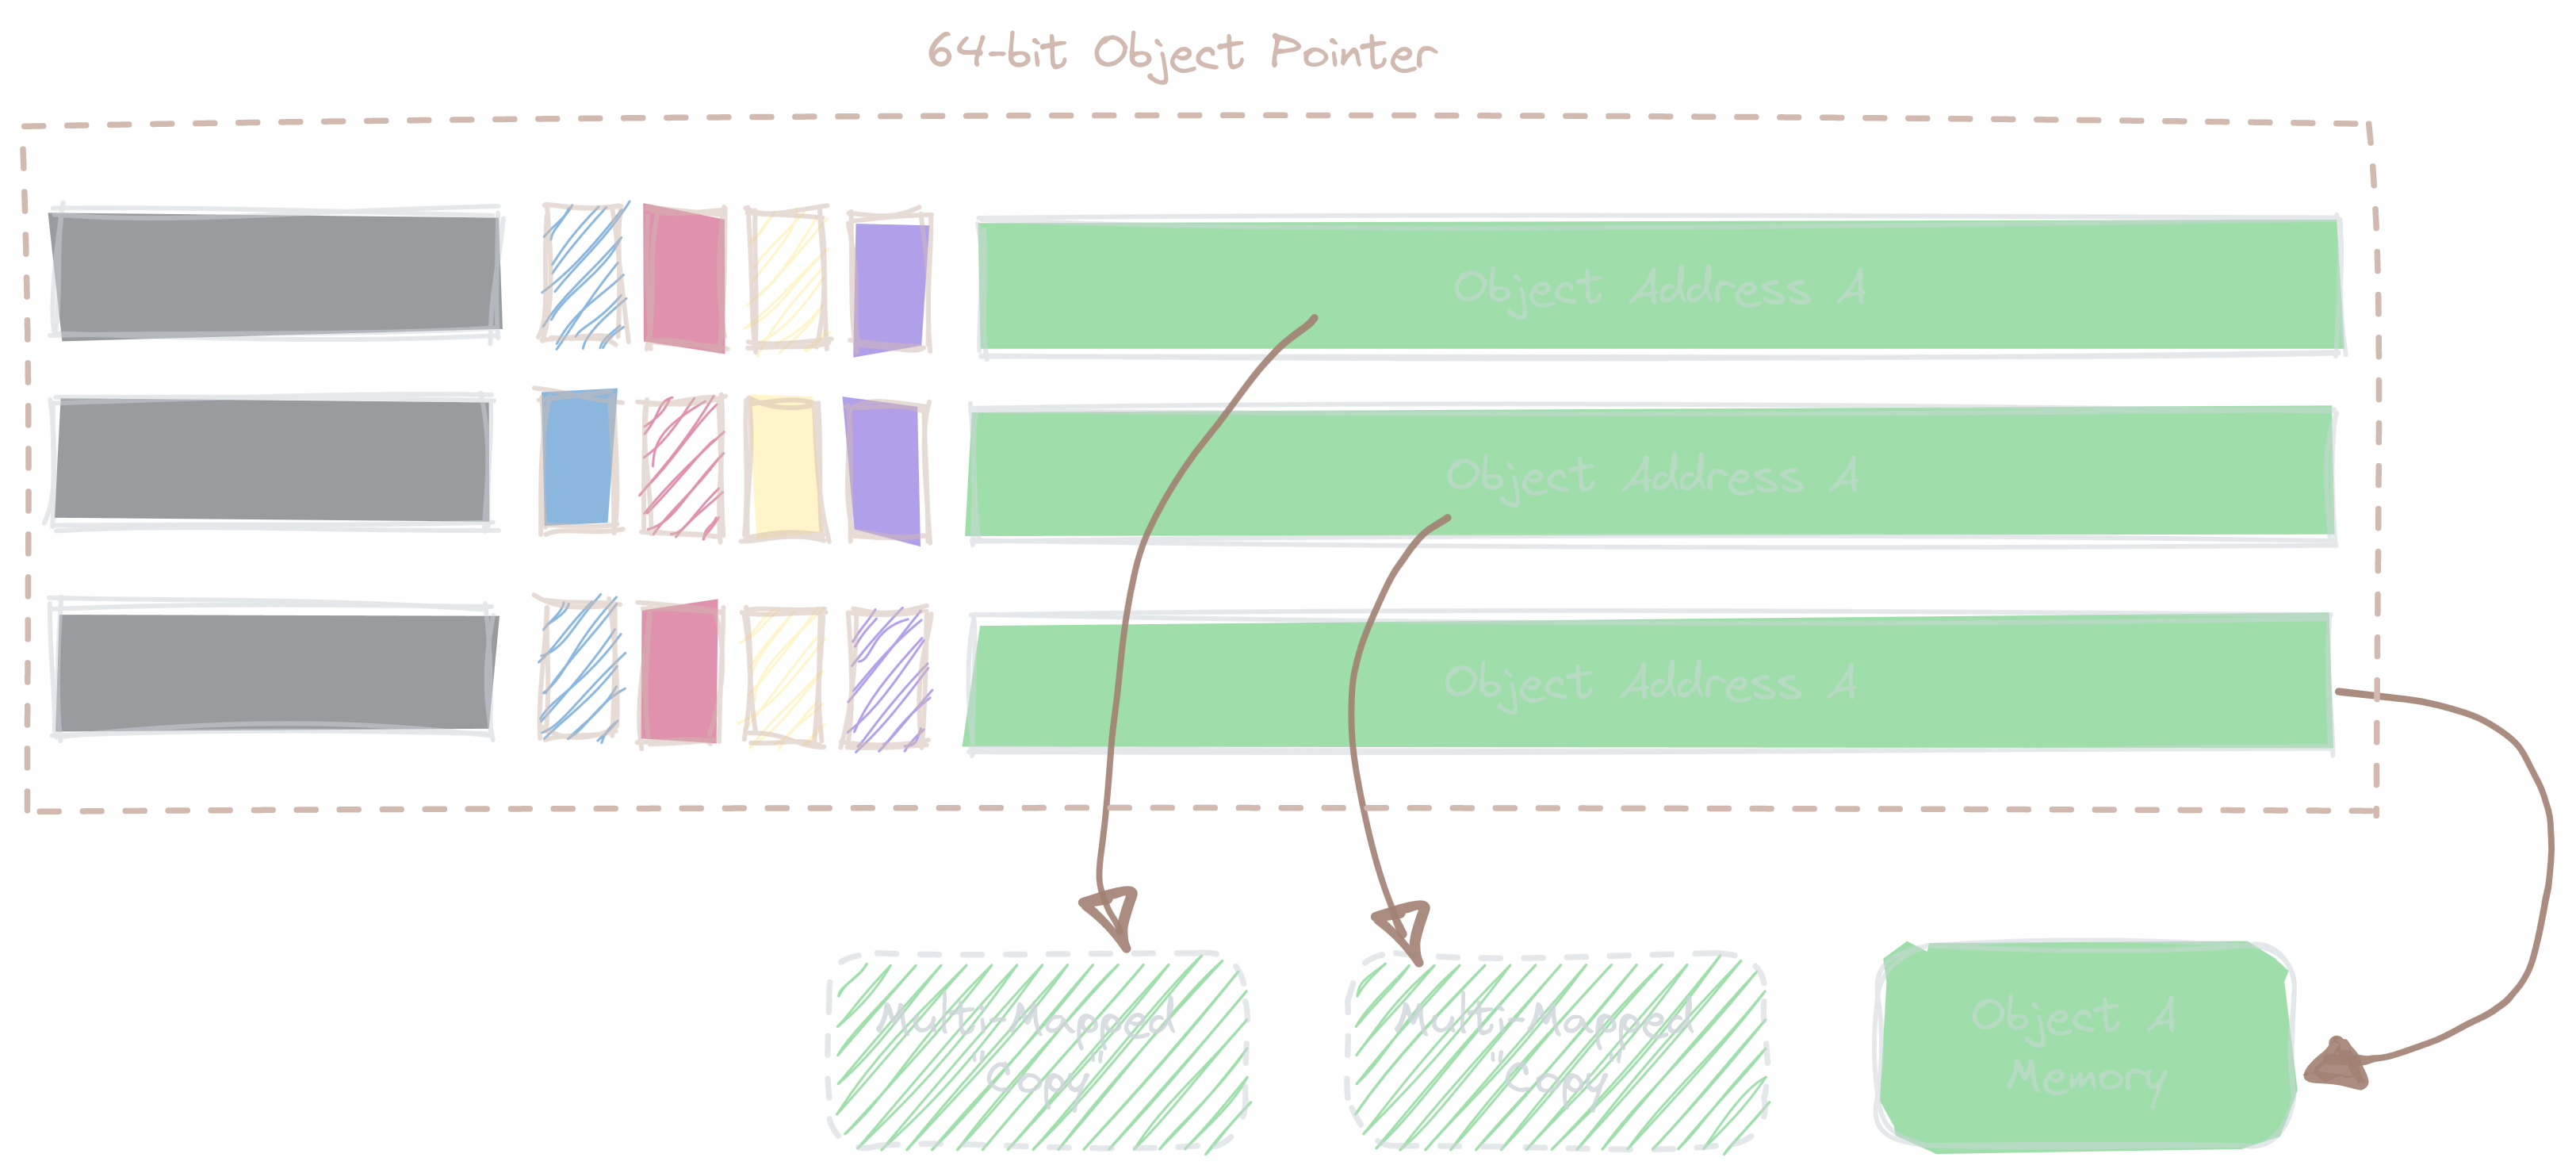 64-bit Object Pointer
Object Address A
Object Address A
Object Address A
Multi-Mapped
"Copy"
Multi-Mapped
"Copy"
Object A
Memory